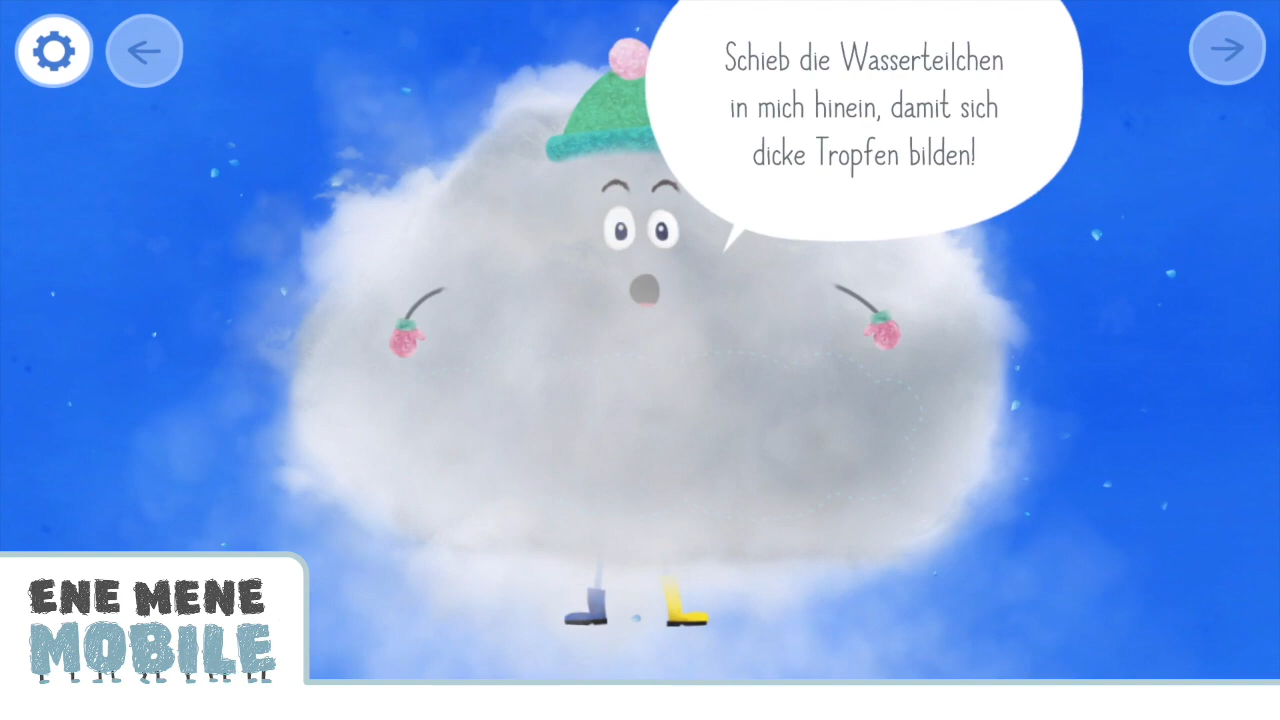 Schieb die Wasserteilchen
in mich hinein, damit sich
dicke Tropfen bilden!
ENE MENE
MOBILE